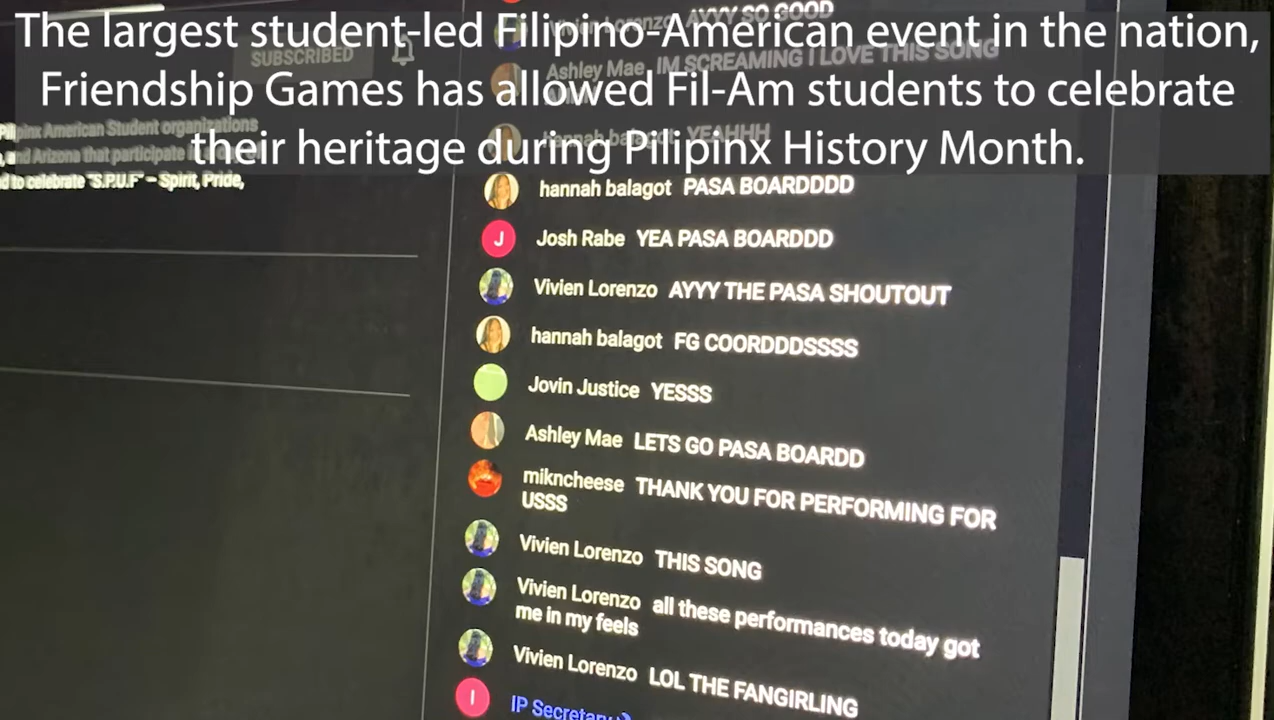 The largest student-led Filipino-American event in the nation,
Friendship Games has allowed Fil-Am students to celebrate
their heritage during Pilipinx History Month.
SUBSCRIBED
Pilipinx American Student organizations
and Arizona that participate
d to celebrate "S.P.U.F" – Spirit, Pride,
Vivien Lorenzo AYYY SO GOOD
Ashley Mae IM SCREAMING I LOVE THIS SONG
hannah balagot YEAHHH
hannah balagot PASA BOARDDDD
J Josh Rabe YEA PASA BOARDDD
Vivien Lorenzo AYYY THE PASA SHOUTOUT
hannah balagot FG COORDDDSSSS
Jovin Justice YESSS
Ashley Mae LETS GO PASA BOARDD
mikncheese THANK YOU FOR PERFORMING FOR
USSS
Vivien Lorenzo THIS SONG
Vivien Lorenzo all these performances today got
me in my feels
Vivien Lorenzo LOL THE FANGIRLING
I IP Secretary